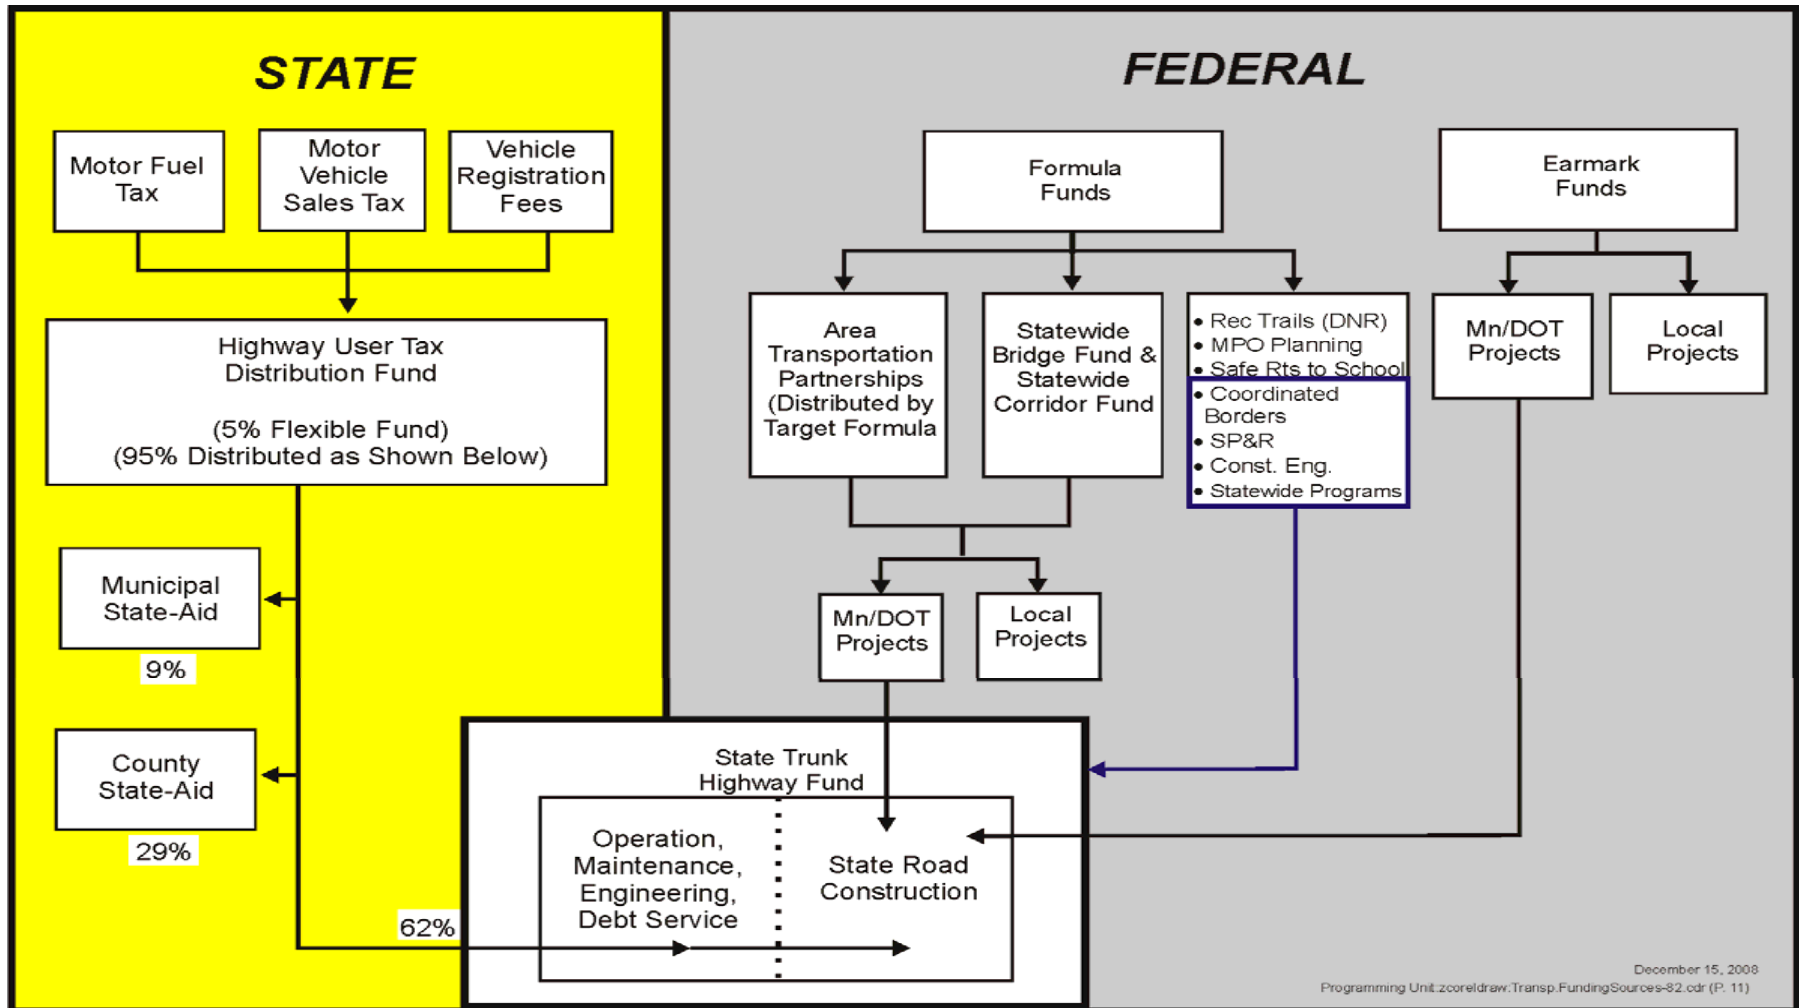 STATE
Motor Fuel
Tax
Motor
Vehicle
Sales Tax
Vehicle
Registration
Fees
Highway User Tax
Distribution Fund
(5% Flexible Fund)
(95% Distributed as Shown Below)
Municipal
State-Aid
9%
County
State-Aid
29%
62%
FEDERAL
Formula
Funds
Earmark
Funds
Area
Transportation
Partnerships
(Distributed by
Target Formula
Statewide
Bridge Fund &
Statewide
Corridor Fund
• Rec Trails (DNR)
• MPO Planning
• Safe Rts to School
• Coordinated
Borders
• SP&R
• Const. Eng.
• Statewide Programs
Mn/DOT
Projects
Local
Projects
Mn/DOT
Projects
Local
Projects
State Trunk
Highway Fund
Operation,
Maintenance,
Engineering,
Debt Service
State Road
Construction
December 15, 2008
Programming Unit:zcoreldraw:Transp.FundingSources-82.cdr (P. 11)